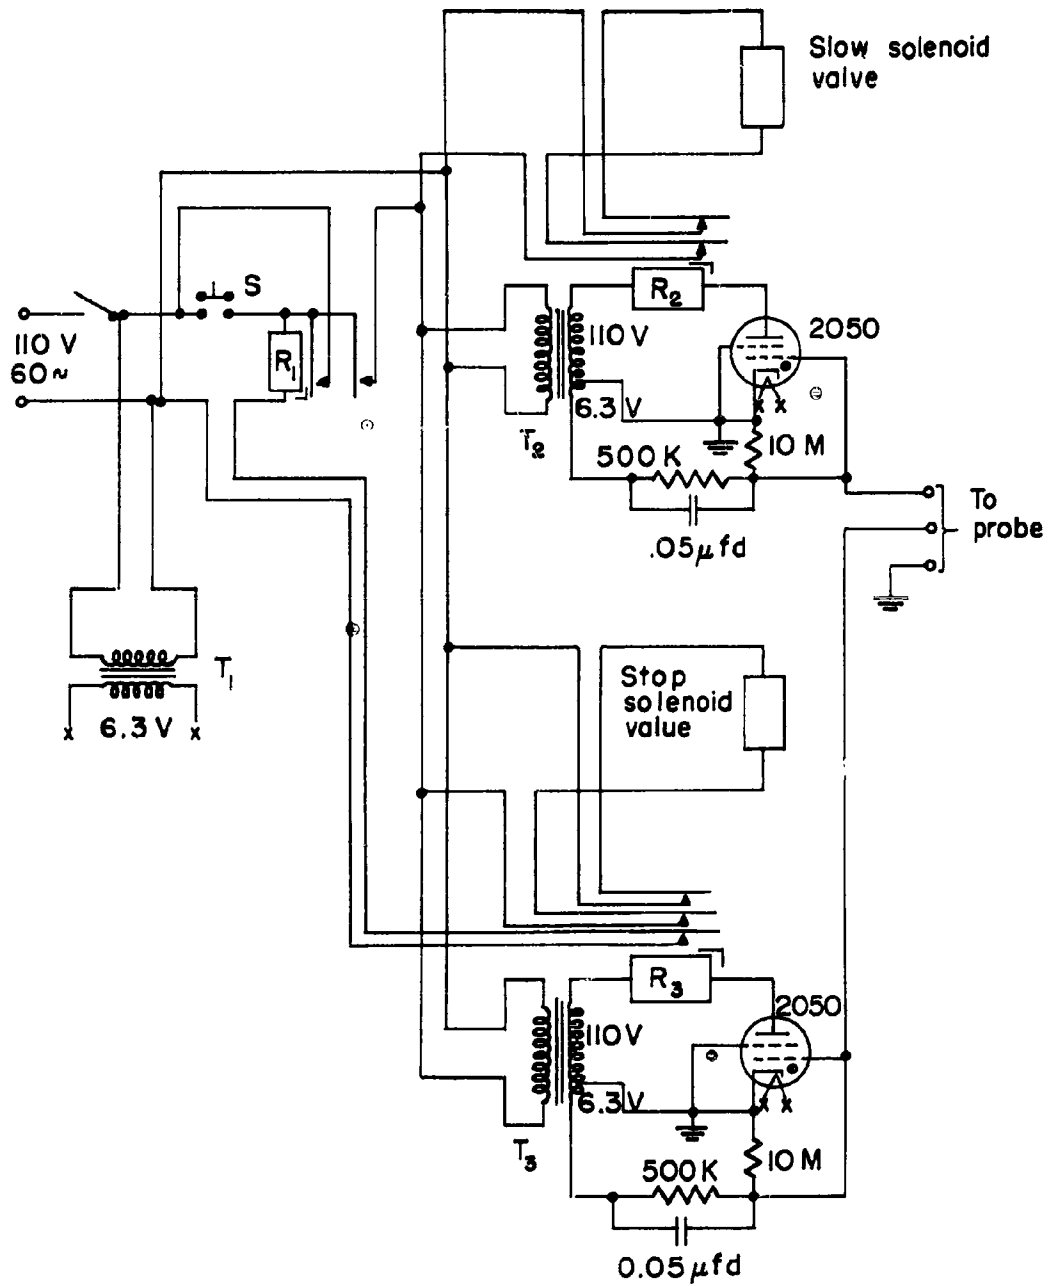 Slow solenoid
valve
S
110 V
60~
R1
R2
110 V
2050
6.3 V
T2
10 M
500 K
.05 μfd
To
probe
T1
x 6.3 V x
x x
Stop
solenoid
value
R3
110 V
2050
6.3 V
x x
T3
10 M
500 K
0.05 μfd